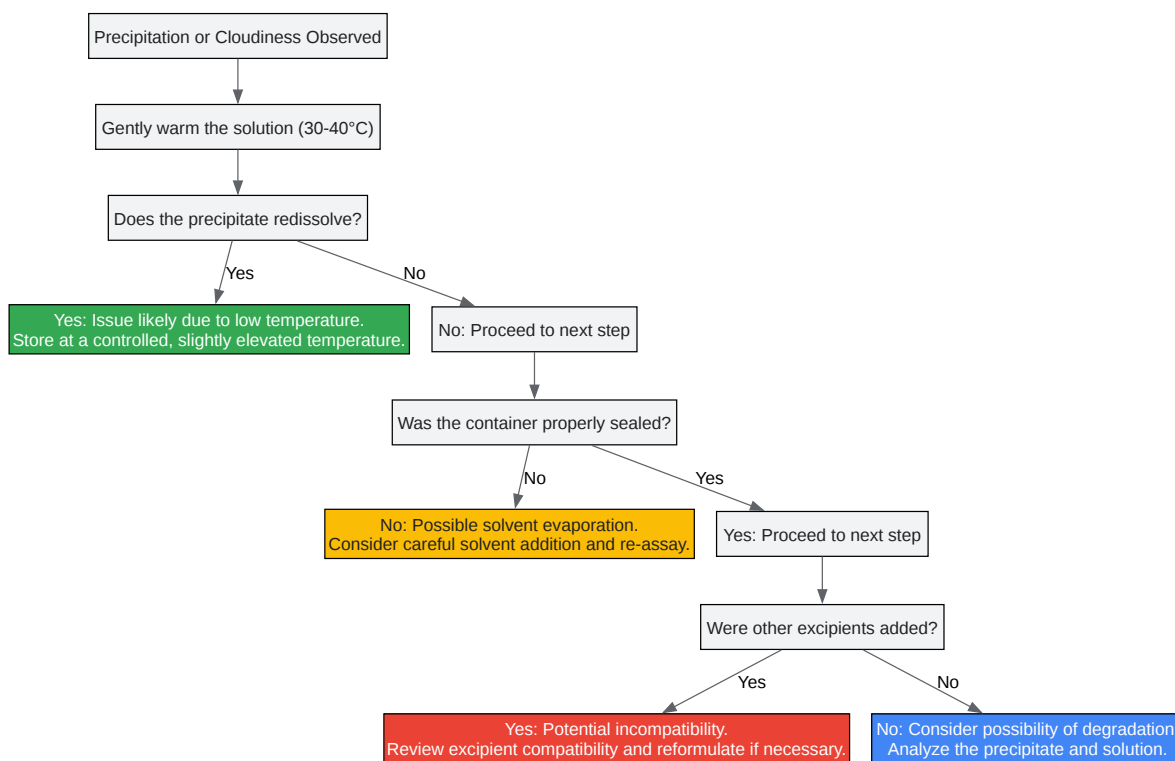 Precipitation or Cloudiness Observed
Gently warm the solution (30-40°C)
Does the precipitate redissolve?
Yes
No
Yes: Issue likely due to low temperature.
Store at a controlled, slightly elevated temperature.
No: Proceed to next step
Was the container properly sealed?
No
Yes
No: Possible solvent evaporation.
Consider careful solvent addition and re-assay.
Yes: Proceed to next step
Were other excipients added?
Yes
No
Yes: Potential incompatibility.
Review excipient compatibility and reformulate if necessary.
No: Consider possibility of degradation
Analyze the precipitate and solution.